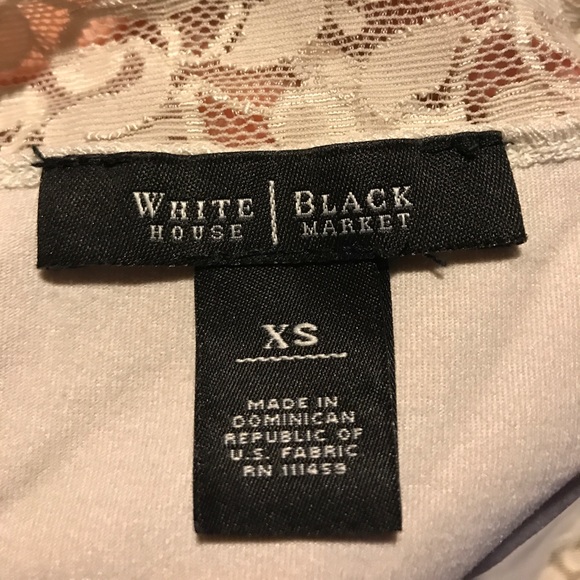 WHITE | BLACK
HOUSE | MARKET
XS
MADE IN
DOMINICAN
REPUBLIC OF
U.S. FABRIC
RN 111459